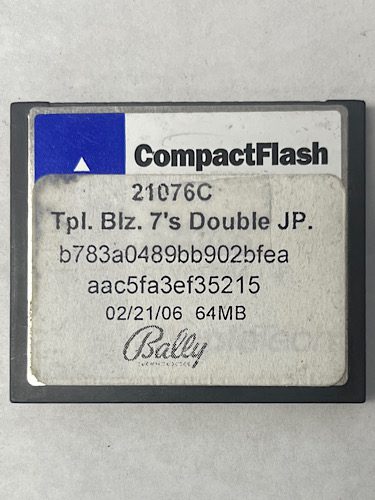 CompactFlash
21076C
Tpl. Blz. 7's Double JP.
b783a0489bb902bfea
aac5fa3ef35215
02/21/06 64MB
Bally